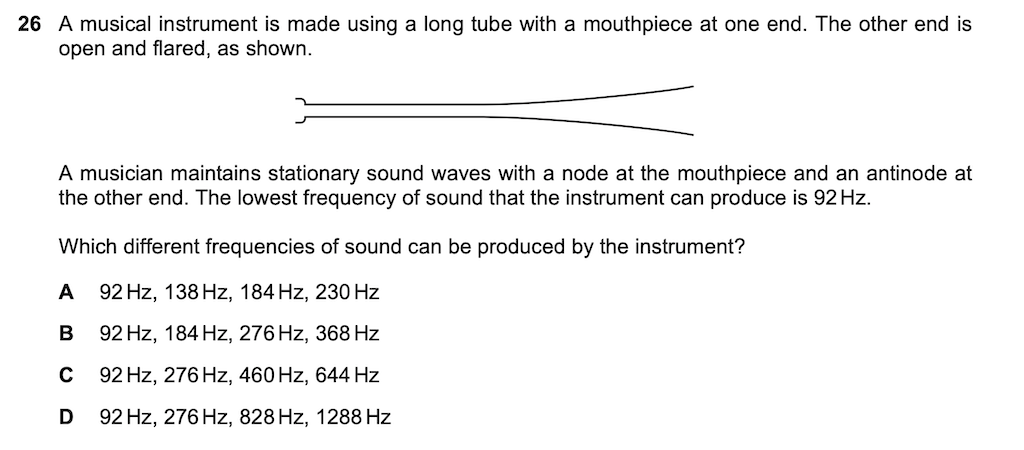 26 A musical instrument is made using a long tube with a mouthpiece at one end. The other end is
open and flared, as shown.
A musician maintains stationary sound waves with a node at the mouthpiece and an antinode at
the other end. The lowest frequency of sound that the instrument can produce is 92 Hz.
Which different frequencies of sound can be produced by the instrument?
A 92 Hz, 138 Hz, 184 Hz, 230 Hz
B 92 Hz, 184 Hz, 276 Hz, 368 Hz
C 92 Hz, 276 Hz, 460 Hz, 644 Hz
D 92 Hz, 276 Hz, 828 Hz, 1288 Hz